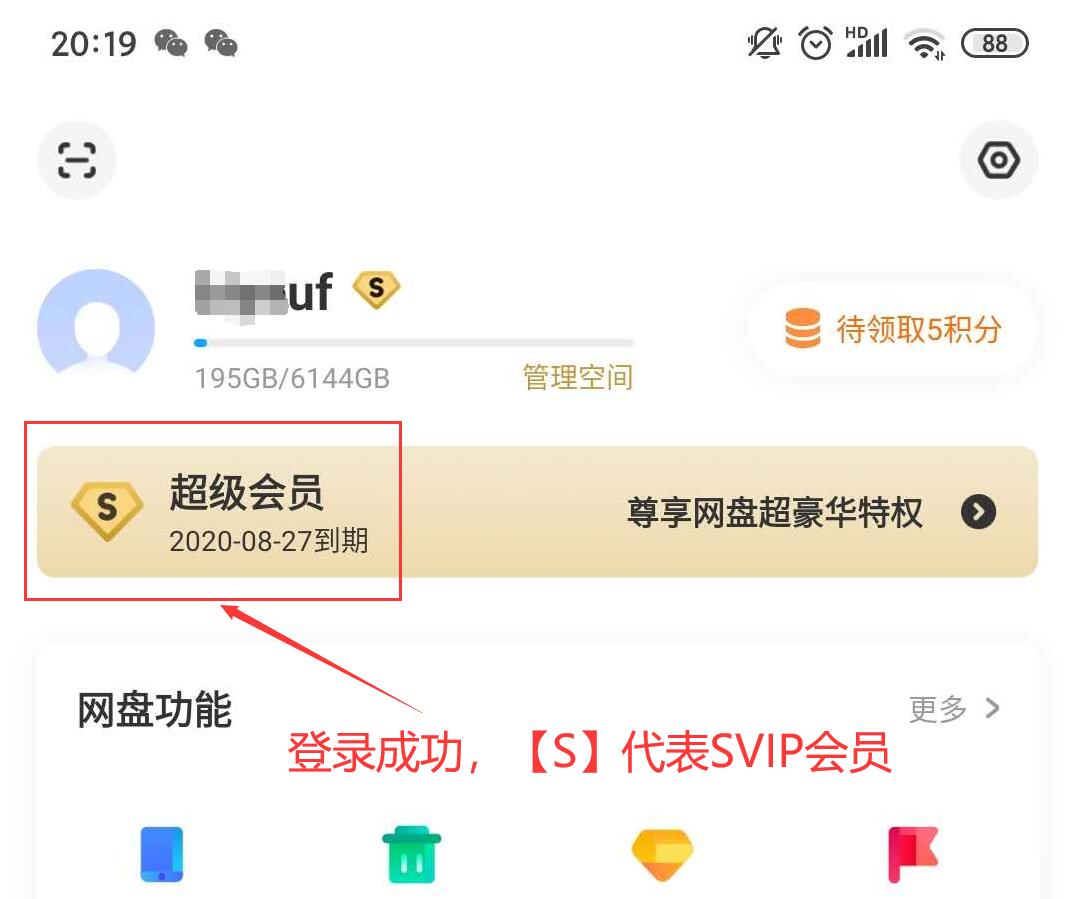 20:19
HD
88
uf
S
待领取5积分
195GB/6144GB
管理空间
S
超级会员
2020-08-27到期
尊享网盘超豪华特权
网盘功能
更多
登录成功，【S】代表SVIP会员